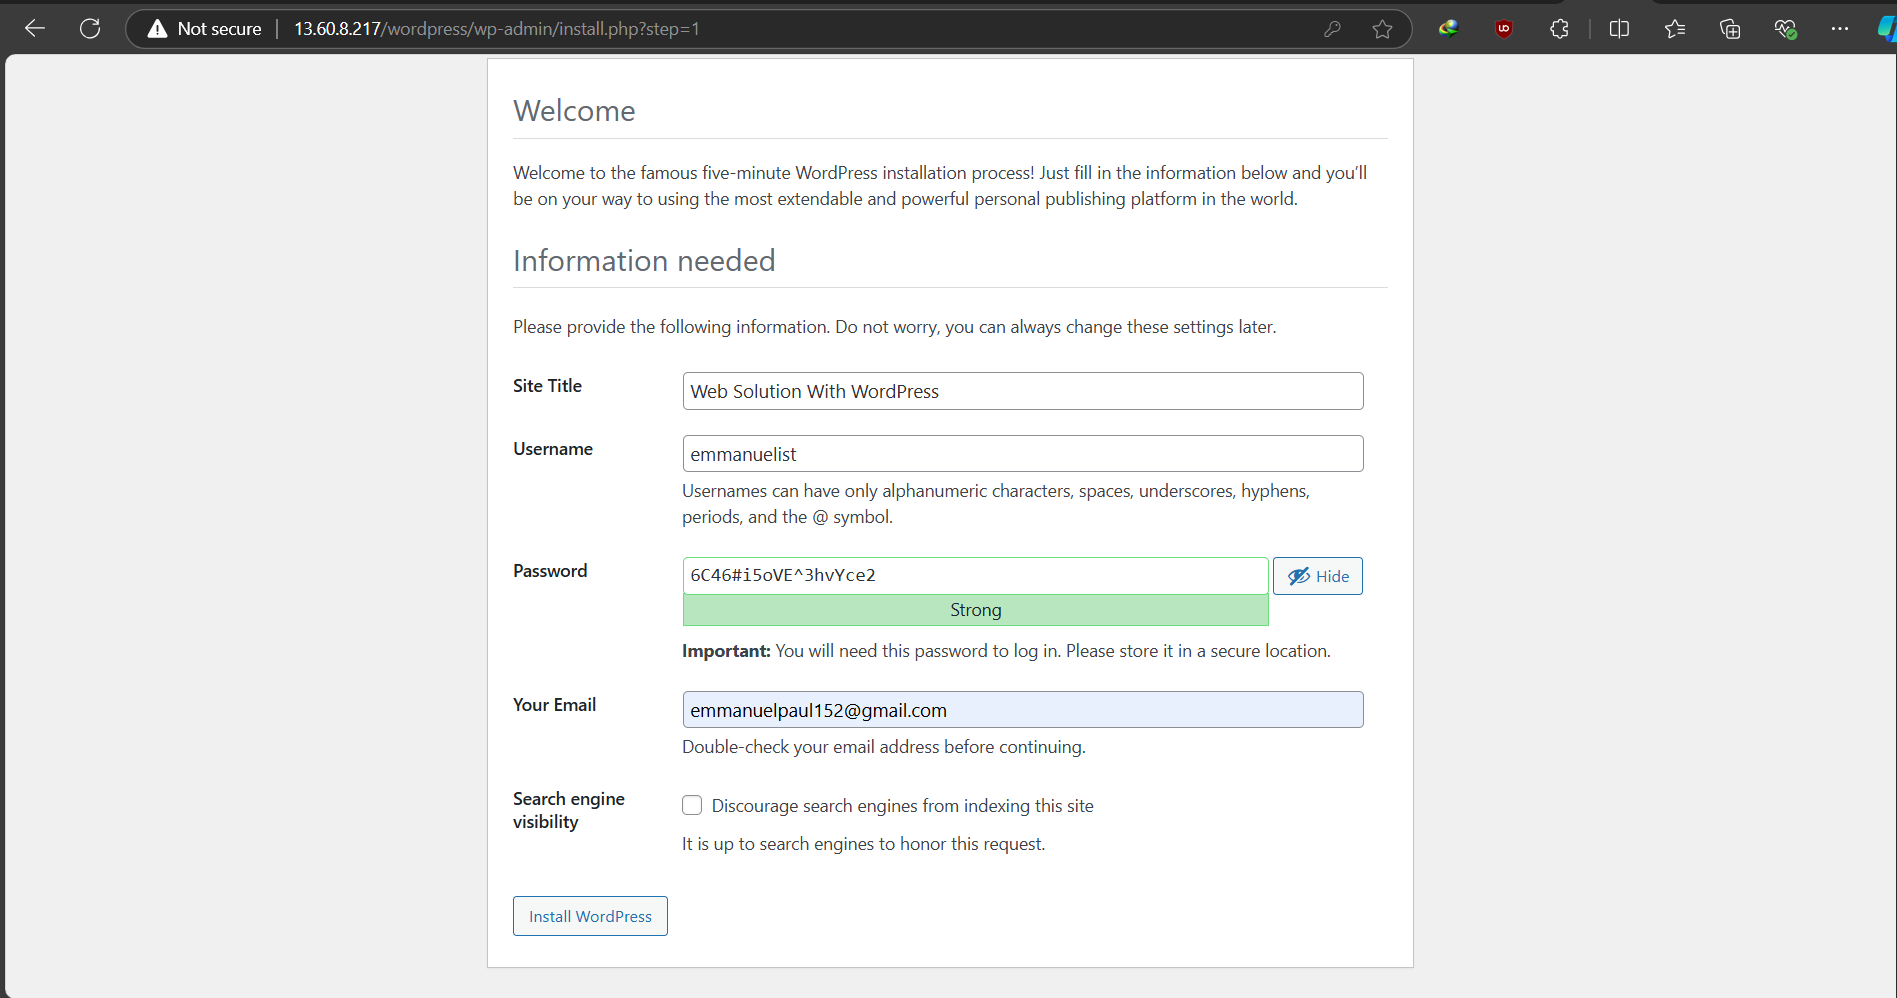 Not secure
13.60.8.217/wordpress/wp-admin/install.php?step=1
Welcome
Welcome to the famous five-minute WordPress installation process! Just fill in the information below and you’ll
be on your way to using the most extendable and powerful personal publishing platform in the world.
Information needed
Please provide the following information. Do not worry, you can always change these settings later.
Site Title
Web Solution With WordPress
Username
emmanuelist
Usernames can have only alphanumeric characters, spaces, underscores, hyphens,
periods, and the @ symbol.
Password
6C46#i5oVE^3hvYce2
Hide
Strong
Important: You will need this password to log in. Please store it in a secure location.
Your Email
emmanuelpaul152@gmail.com
Double-check your email address before continuing.
Search engine
visibility
Discourage search engines from indexing this site
It is up to search engines to honor this request.
Install WordPress